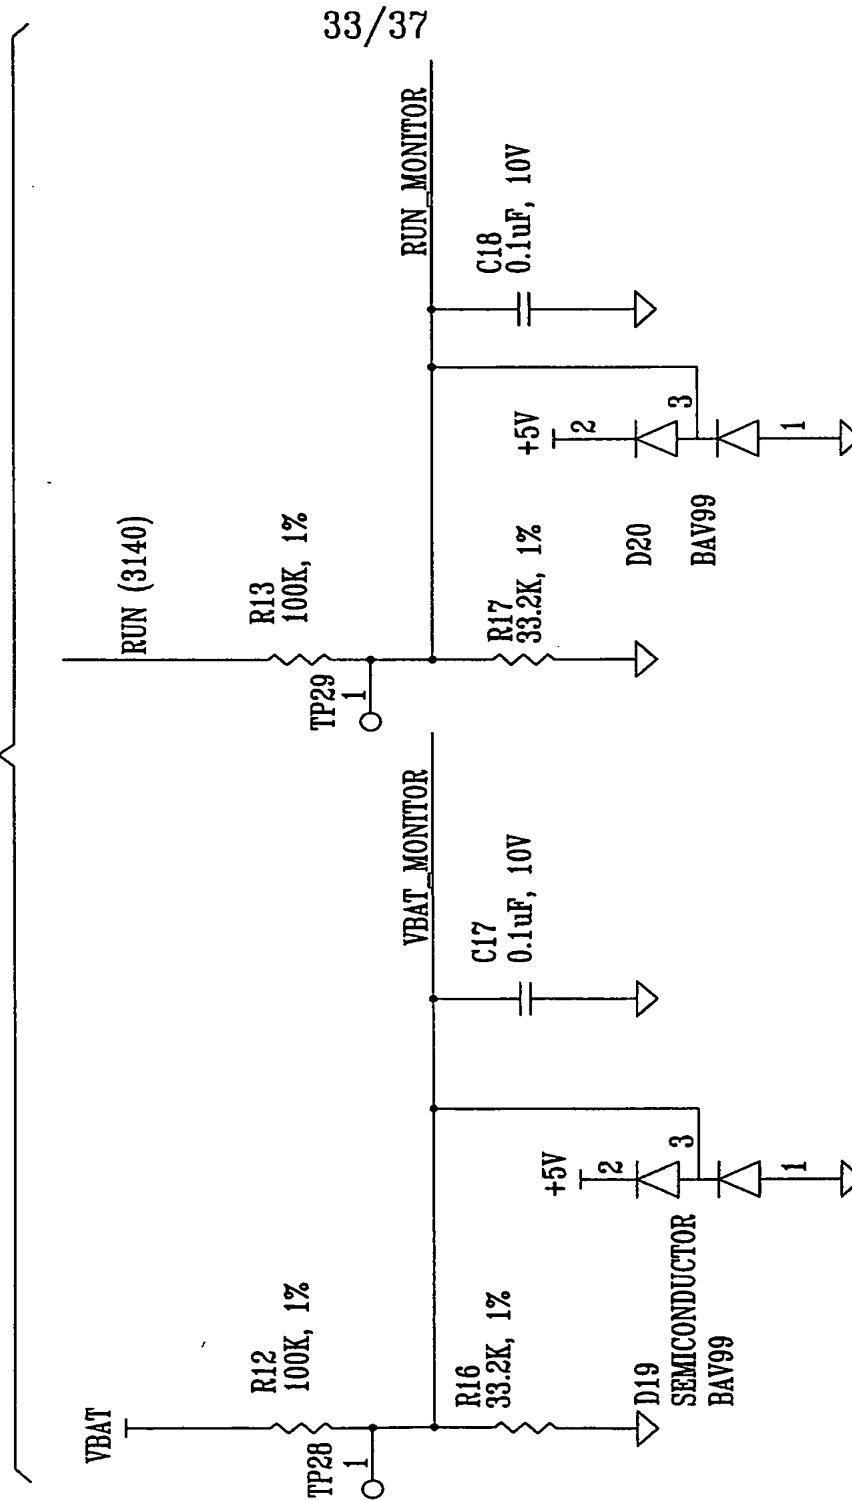 33/37
VBAT
R12
100K, 1%
TP28
1
R16
33.2K, 1%
VBAT_MONITOR
C17
0.1uF, 10V
+5V
2
3
1
D19
SEMICONDUCTOR
BAV99
RUN (3140)
R13
100K, 1%
TP29
1
R17
33.2K, 1%
RUN_MONITOR
C18
0.1uF, 10V
+5V
2
3
1
D20
BAV99